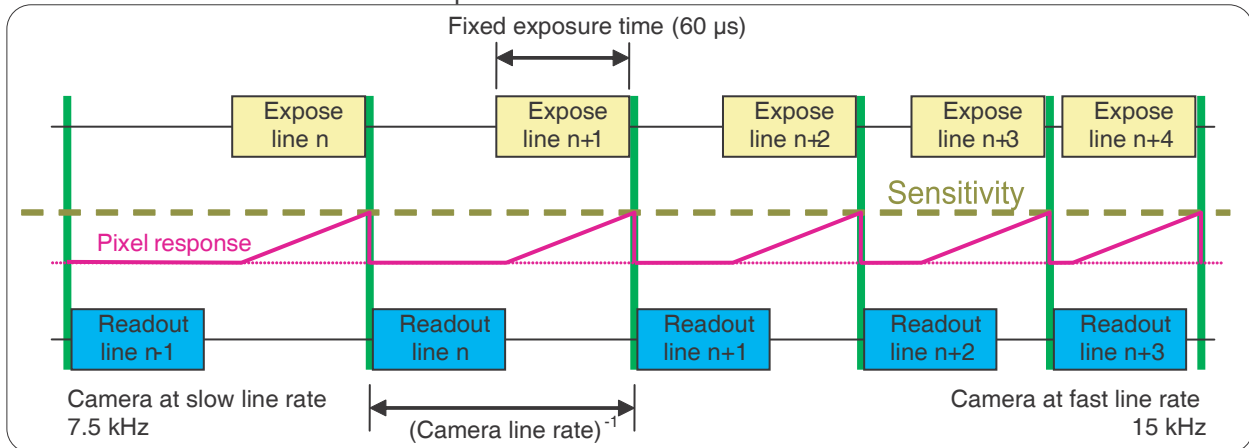 Fixed exposure time (60 µs)
Expose
line n
Expose
line n+1
Expose
line n+2
Expose
line n+3
Expose
line n+4
Sensitivity
Pixel response
Readout
line n-1
Readout
line n
Readout
line n+1
Readout
line n+2
Readout
line n+3
Camera at slow line rate
7.5 kHz
(Camera line rate)⁻¹
Camera at fast line rate
15 kHz